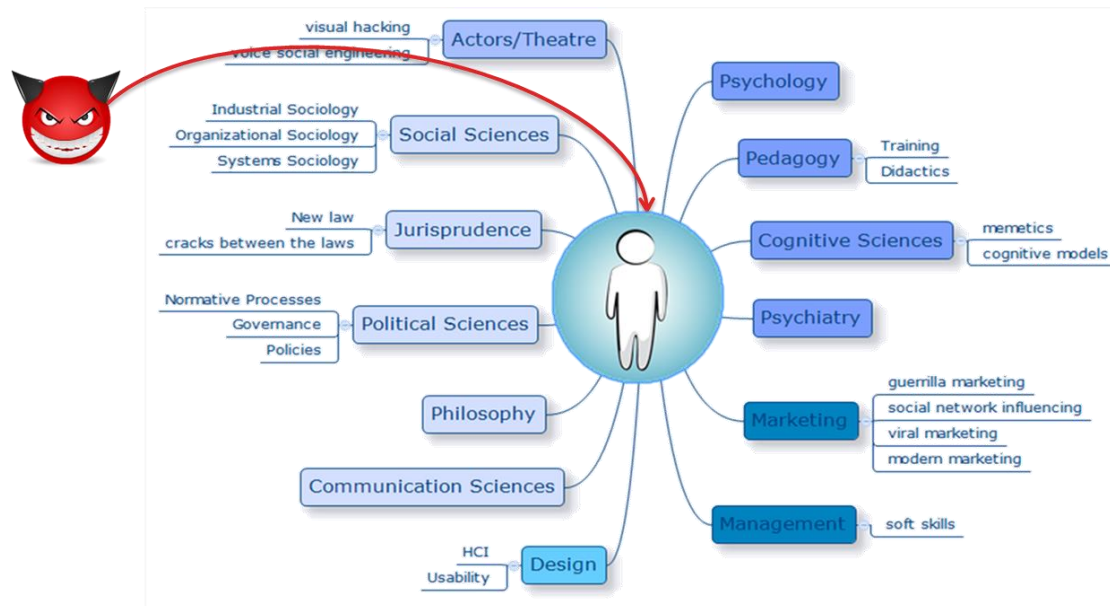 visual hacking
voice social engineering
Actors/Theatre
Industrial Sociology
Organizational Sociology
Systems Sociology
Social Sciences
New law
cracks between the laws
Jurisprudence
Normative Processes
Governance
Policies
Political Sciences
Philosophy
Communication Sciences
HCI
Usability
Design
Psychology
Pedagogy
Training
Didactics
Cognitive Sciences
memetics
cognitive models
Psychiatry
Marketing
guerrilla marketing
social network influencing
viral marketing
modern marketing
Management
soft skills